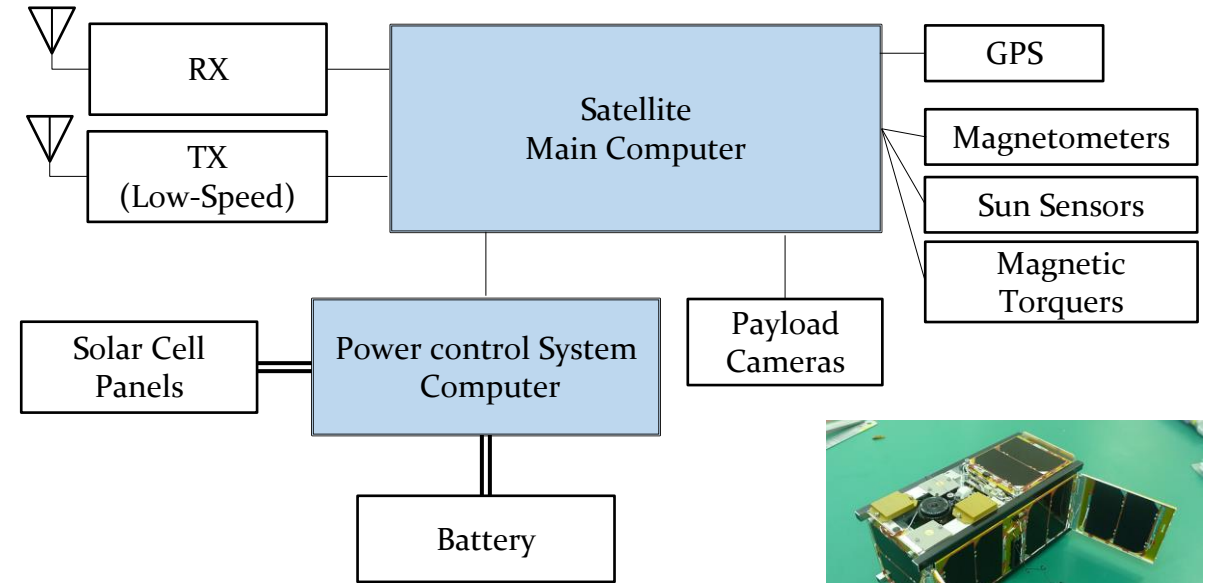 RX
GPS
Satellite
Main Computer
TX
(Low-Speed)
Magnetometers
Sun Sensors
Magnetic
Torquers
Solar Cell
Panels
Power control System
Computer
Payload
Cameras
Battery